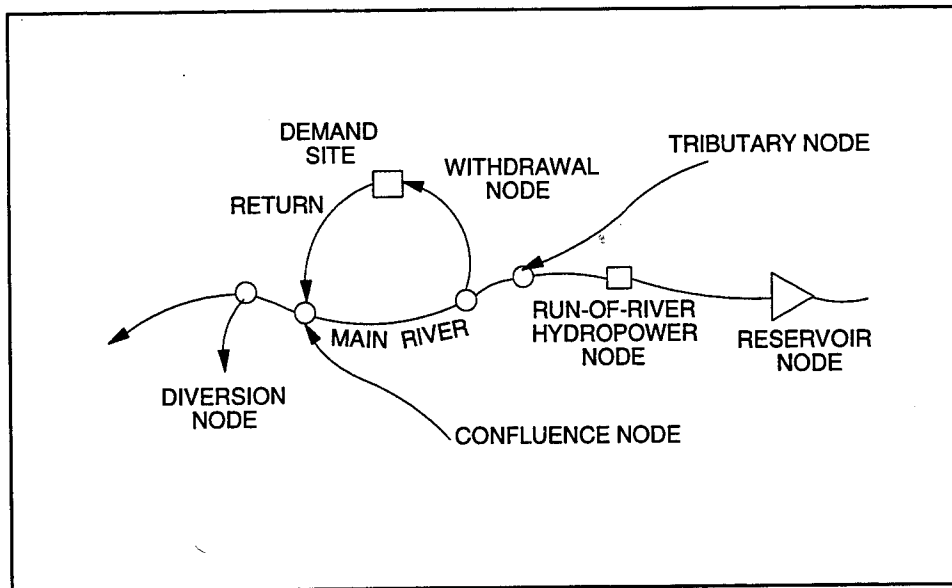 DEMAND
SITE
WITHDRAWAL
NODE
TRIBUTARY NODE
RETURN
MAIN RIVER
RUN-OF-RIVER
HYDROPOWER
NODE
RESERVOIR
NODE
DIVERSION
NODE
CONFLUENCE NODE